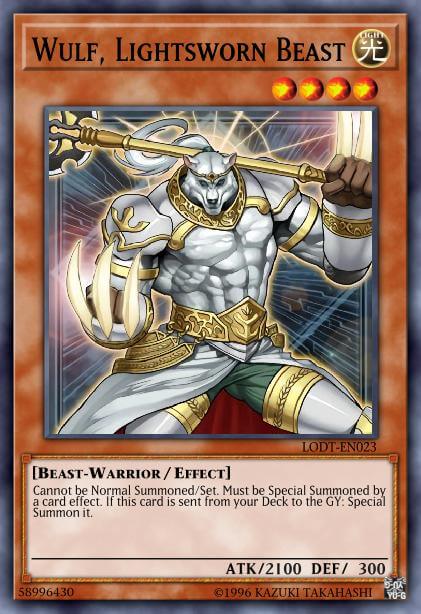 Wulf, Lightsworn Beast
LIGHT
光
LODT-EN023
[Beast-Warrior / Effect]
Cannot be Normal Summoned/Set. Must be Special Summoned by
a card effect. If this card is sent from your Deck to the GY: Special
Summon it.
ATK/2100 DEF/ 300
58996430
©1996 KAZUKI TAKAHASHI